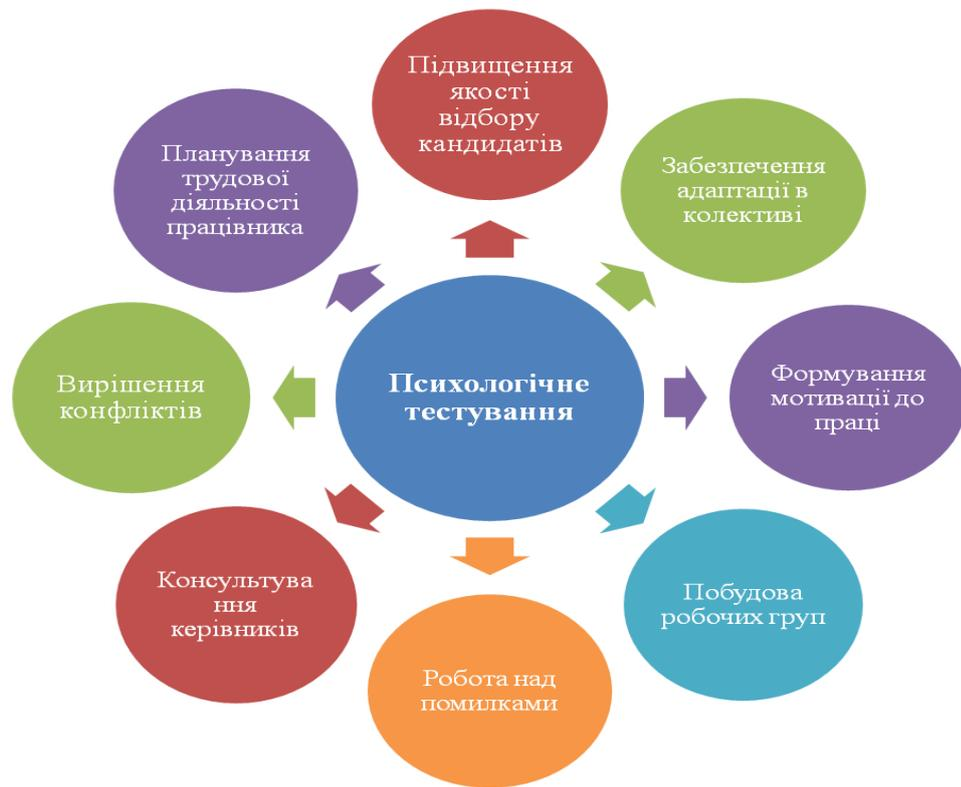 Підвищення
якості
відбору
кандидатів
Забезпечення
адаптації в
колективі
Формування
мотивації до
праці
Побудова
робочих груп
Робота над
помилками
Консультува
ння
керівників
Вирішення
конфліктів
Планування
трудової
діяльності
працівника
Психологічне
тестування